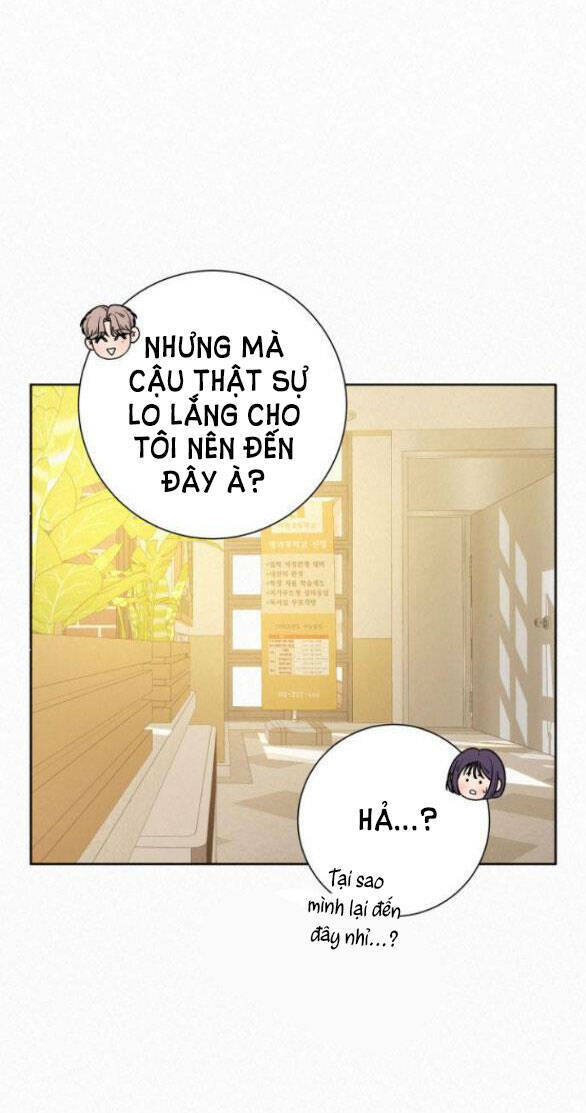 NHƯNG MÀ
CẬU THẬT SỰ
LO LẮNG CHO
TÔI NÊN ĐẾN
ĐÂY À?
HẢ...?
Tại sao
mình lại đến
đây nhỉ...?